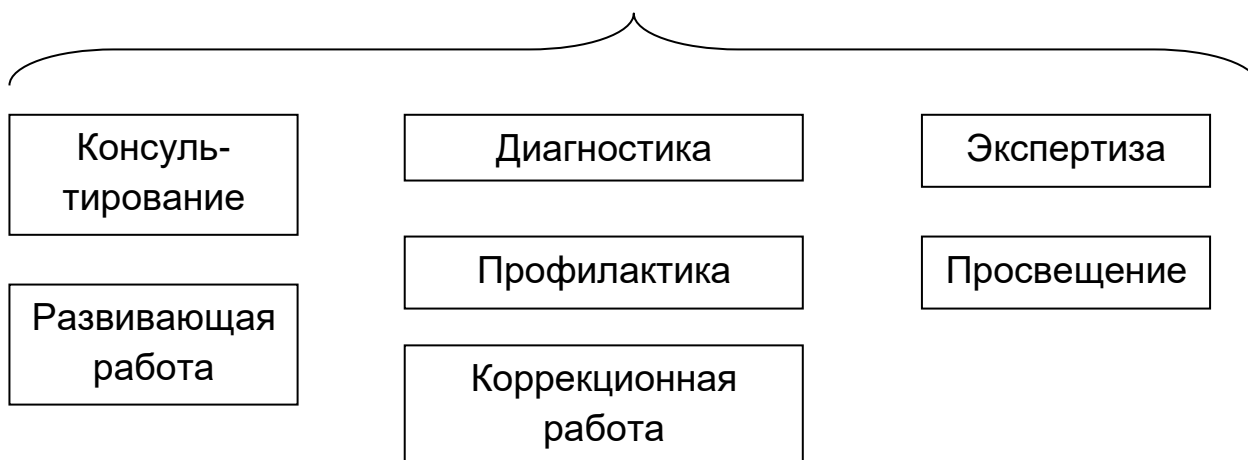 Консуль-
тирование
Диагностика
Экспертиза
Развивающая
работа
Профилактика
Просвещение
Коррекционная
работа